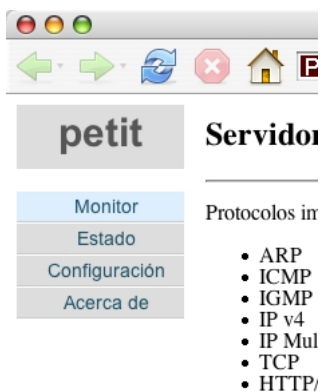 petit
Monitor
Estado
Configuración
Acerca de
Servidor
Protocolos im
ARP
ICMP
IGMP
IP v4
IP Mul
TCP
HTTP/